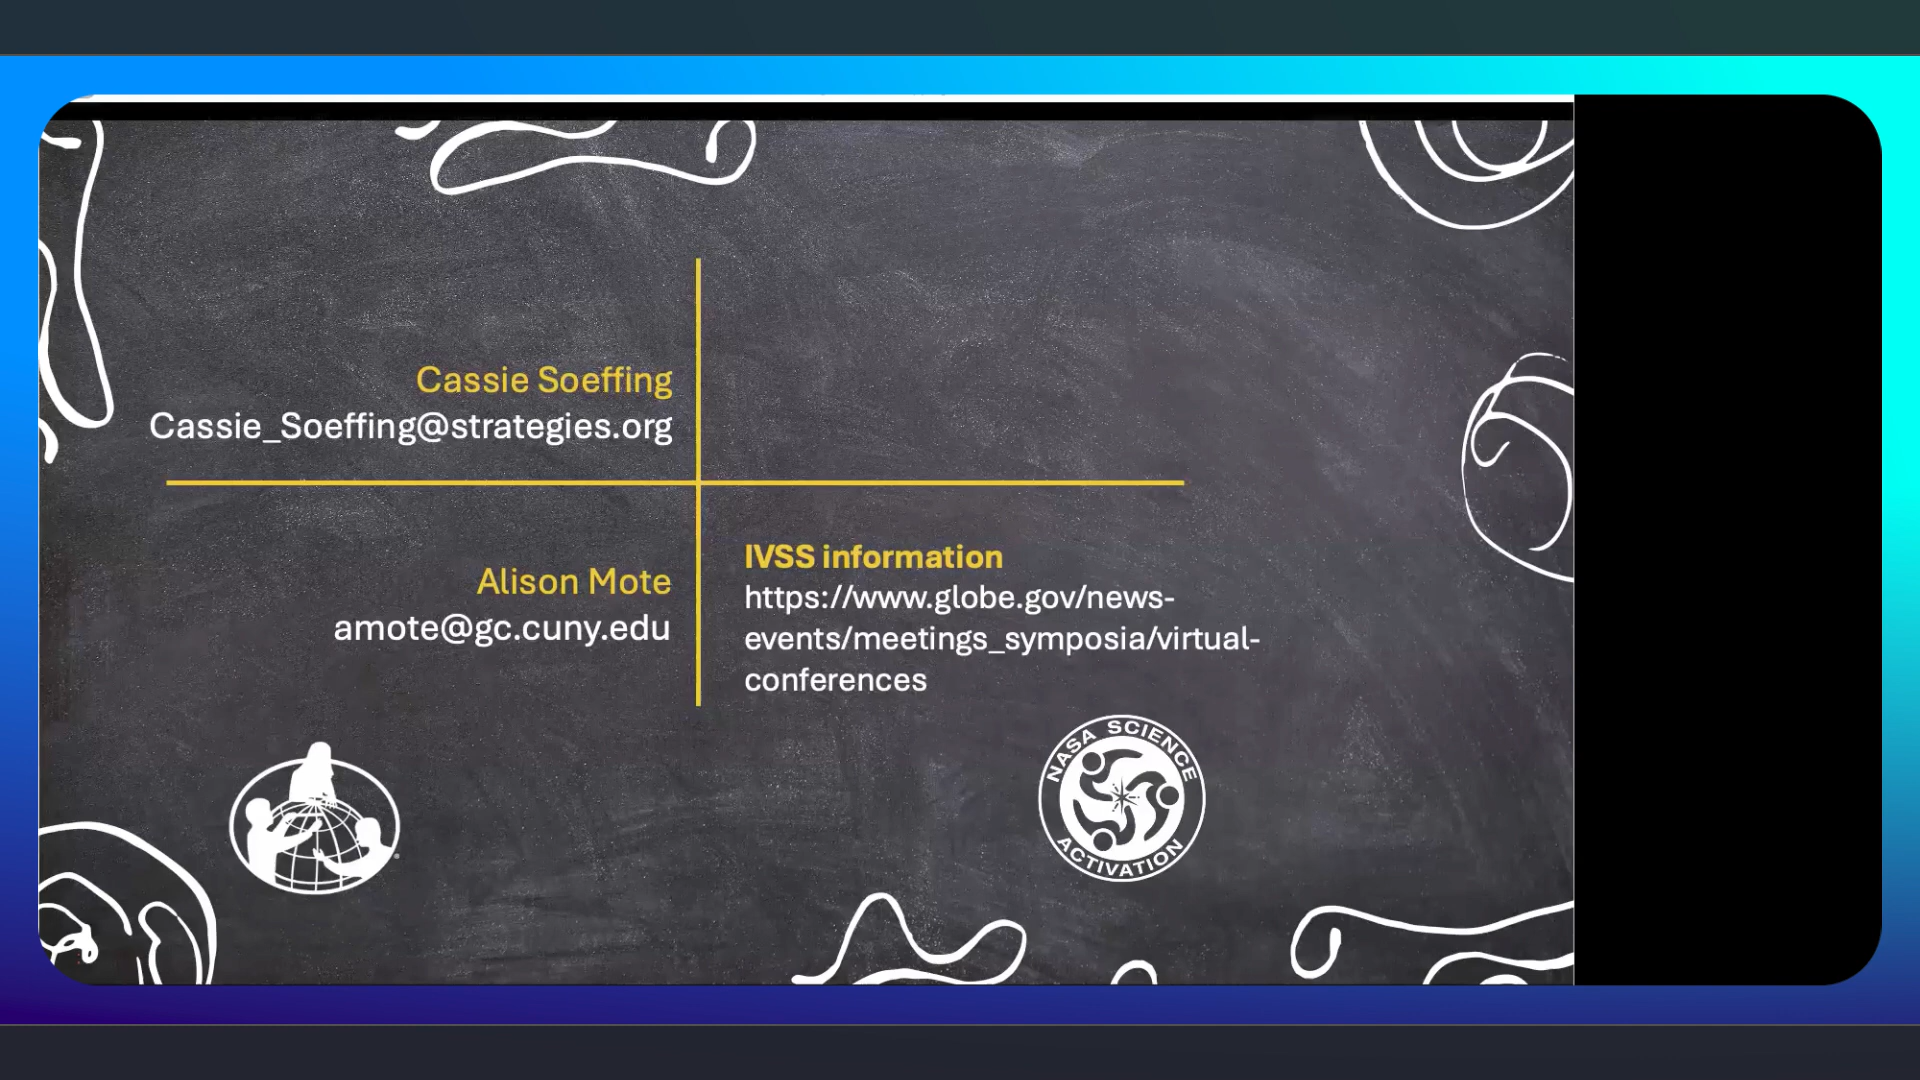 Cassie Soeffing
Cassie_Soeffing@strategies.org
Alison Mote
amote@gc.cuny.edu
IVSS information
https://www.globe.gov/news-
events/meetings_symposia/virtual-
conferences
NASA SCIENCE
ACTIVATION